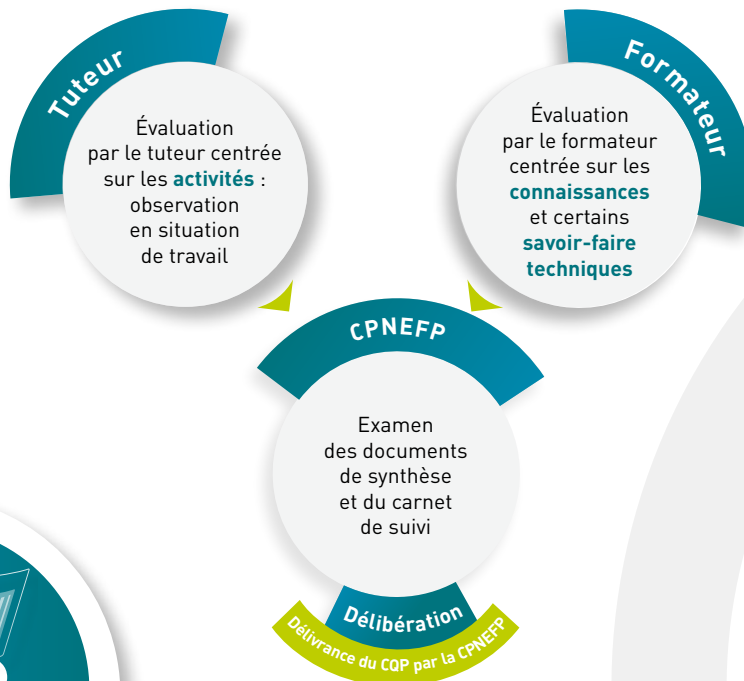 Tuteur
Évaluation
par le tuteur centrée
sur les activités :
observation
en situation
de travail
Formateur
Évaluation
par le formateur
centrée sur les
connaissances
et certains
savoir-faire
techniques
CPNEFP
Examen
des documents
de synthèse
et du carnet
de suivi
Délibération
Délivrance du CQP par la CPNEFP